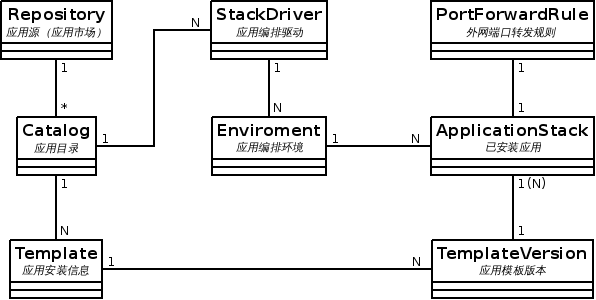 Repository
应用源（应用市场）
StackDriver
应用编排驱动
PortForwardRule
外网端口转发规则
N
1
1
1
*
N
1
Catalog
应用目录
1
Enviroment
应用编排环境
1
N
ApplicationStack
已安装应用
1
1(N)
N
1
Template
应用安装信息
1
N
TemplateVersion
应用模板版本